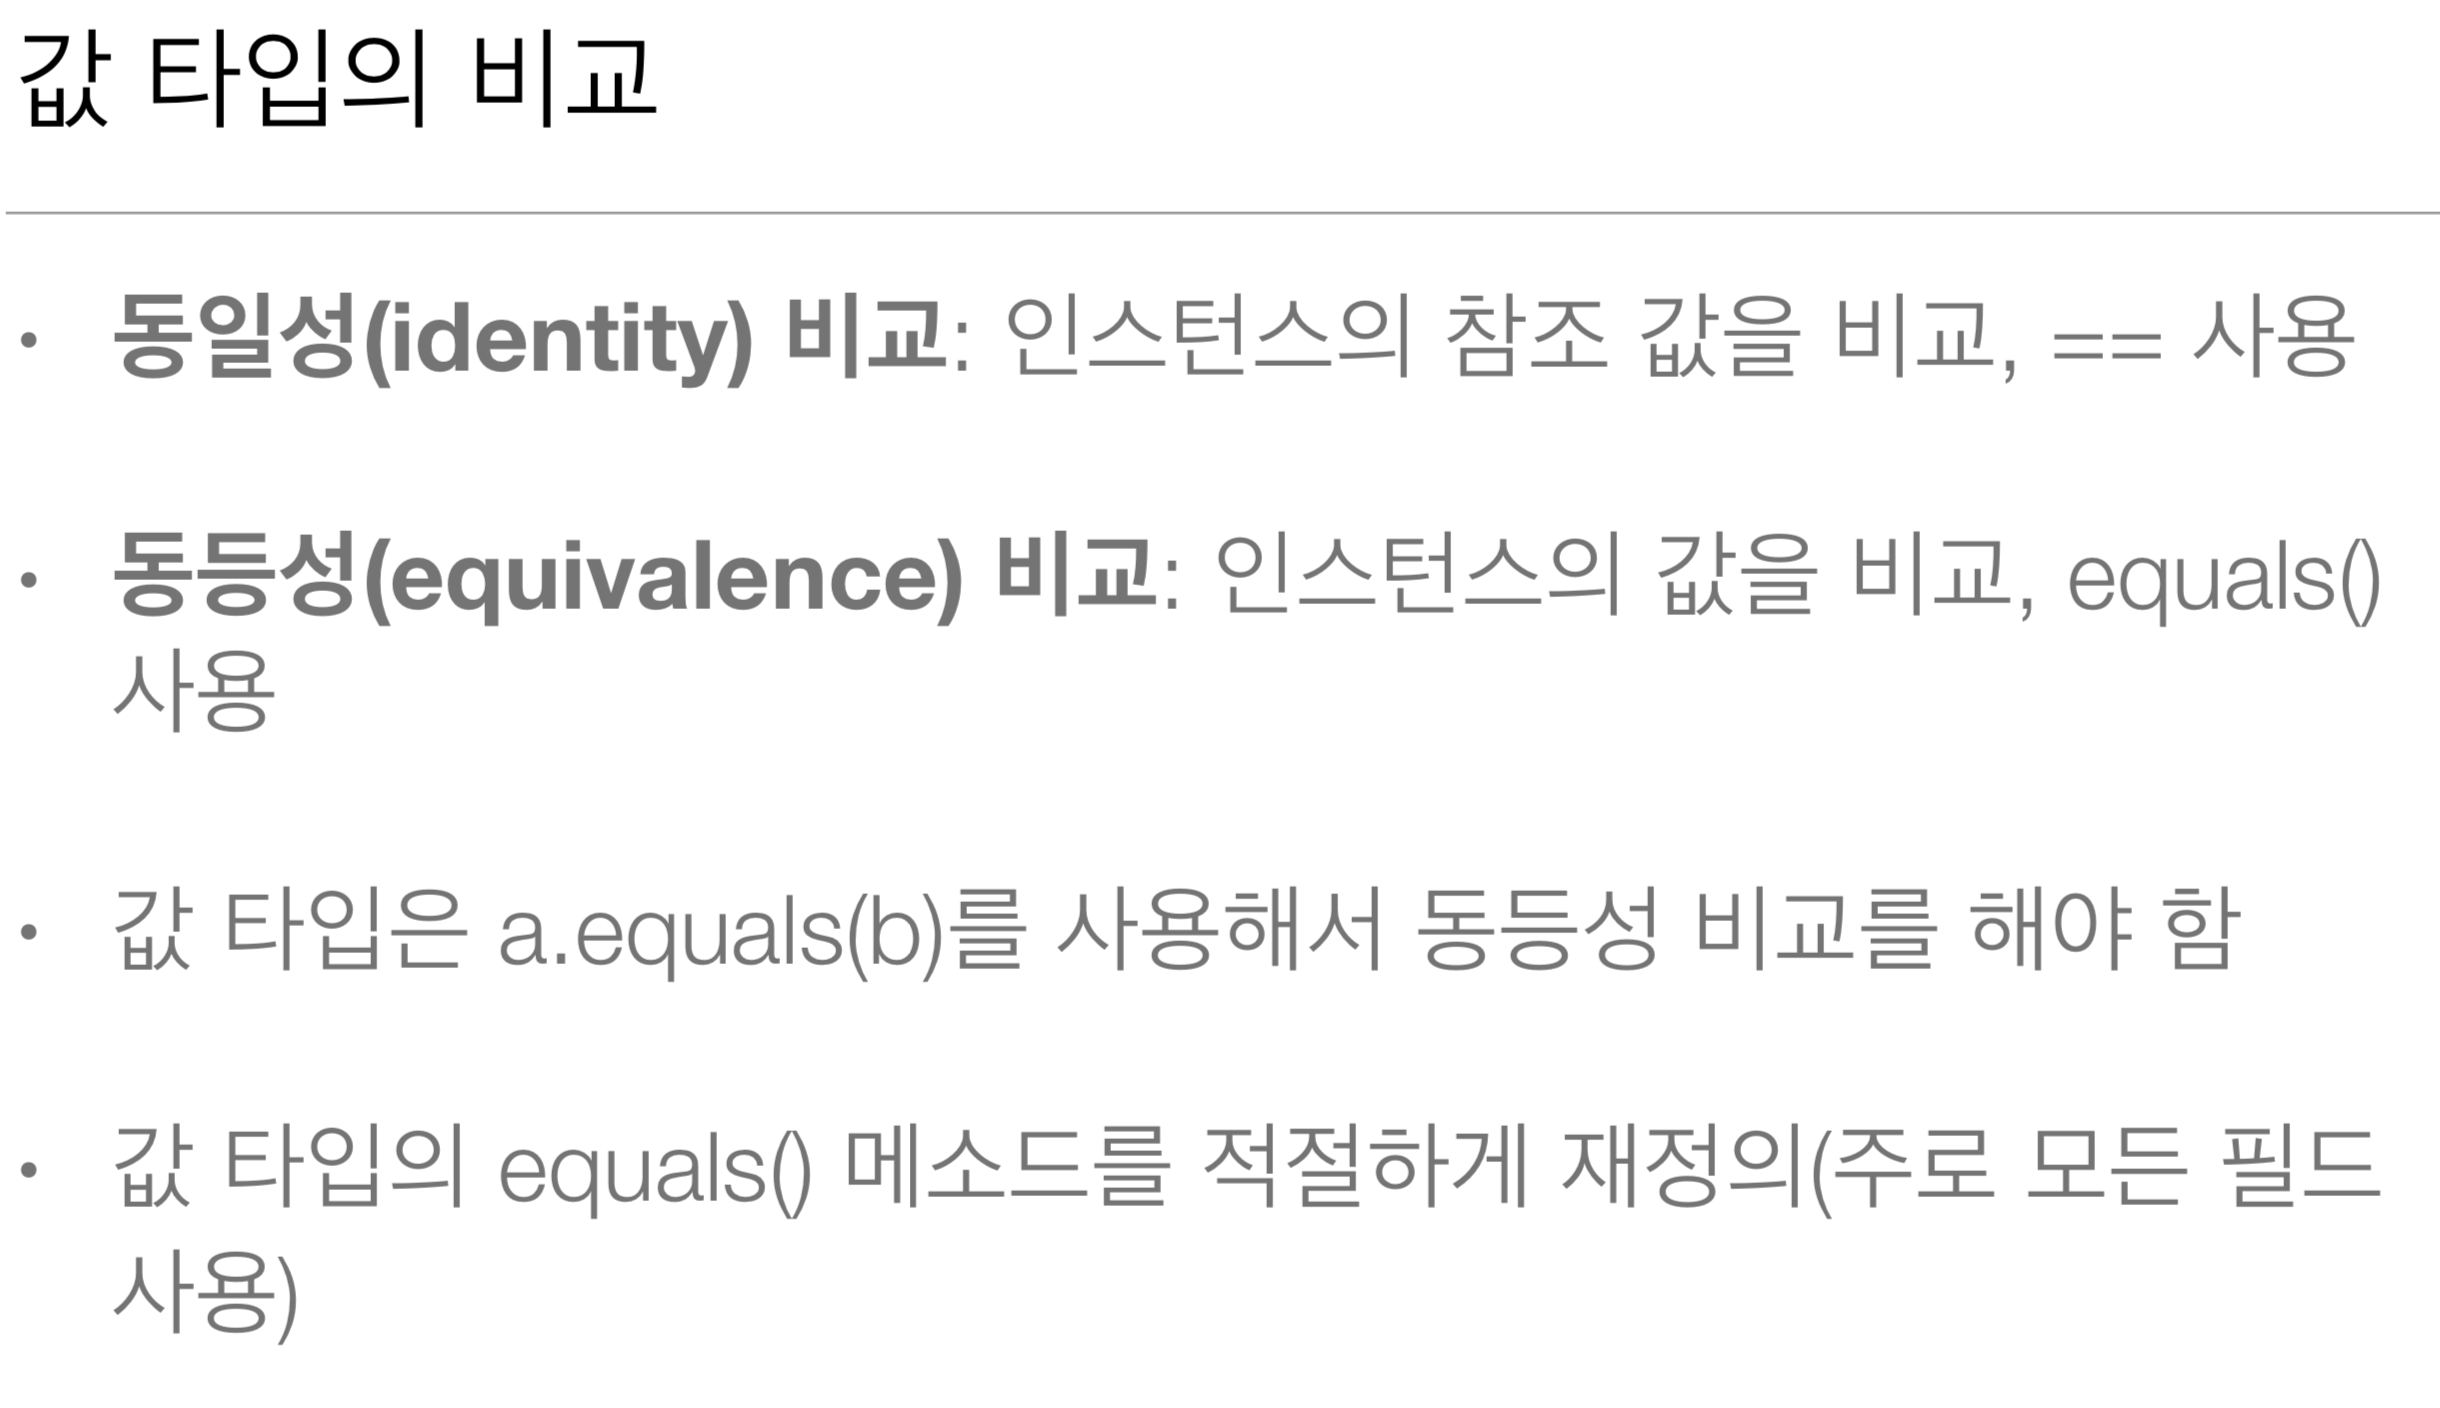 값 타입의 비교
• 동일성(identity) 비교: 인스턴스의 참조 값을 비교, == 사용
• 동등성(equivalence) 비교: 인스턴스의 값을 비교, equals()
사용
• 값 타입은 a.equals(b)를 사용해서 동등성 비교를 해야 함
• 값 타입의 equals() 메소드를 적절하게 재정의(주로 모든 필드
사용)